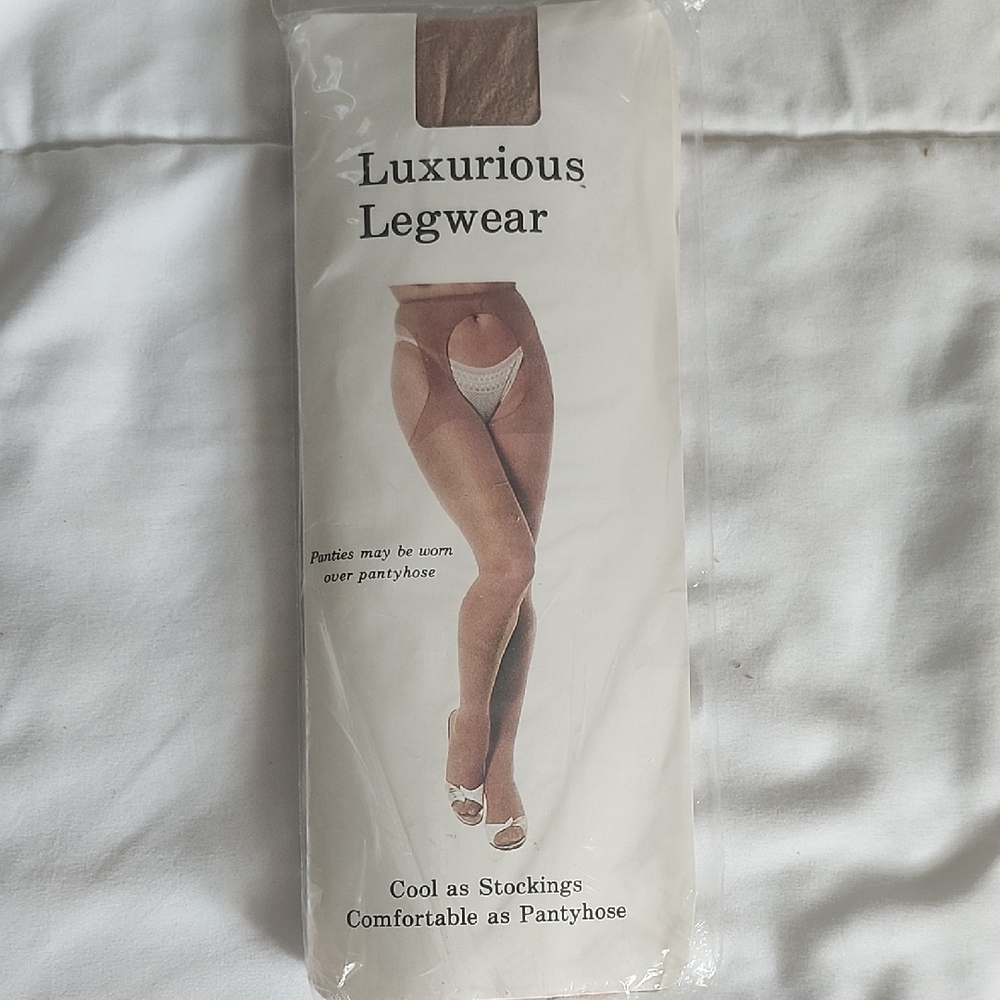 Luxurious
Legwear
Panties may be worn
over pantyhose
Cool as Stockings
Comfortable as Pantyhose